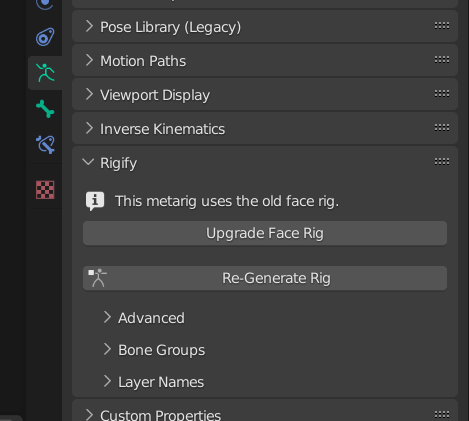 Pose Library (Legacy)
Motion Paths
Viewport Display
Inverse Kinematics
Rigify
This metarig uses the old face rig.
Upgrade Face Rig
Re-Generate Rig
Advanced
Bone Groups
Layer Names
Custom Properties